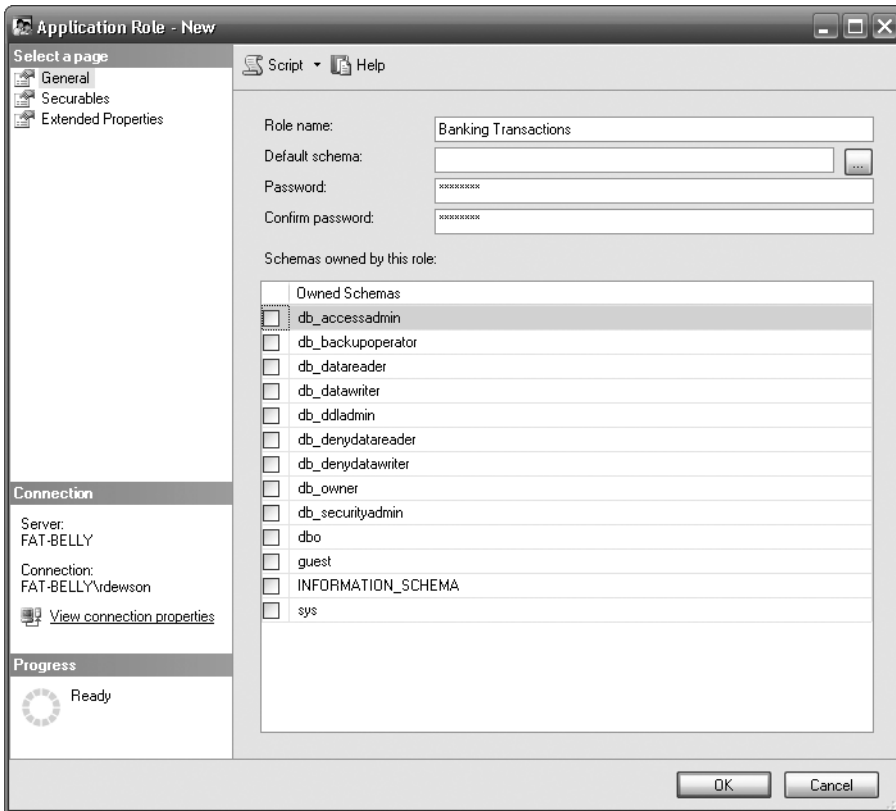 Application Role - New
Select a page
General
Securables
Extended Properties
Script
Help
Role name:
Banking Transactions
Default schema:
...
Password:
********
Confirm password:
********
Schemas owned by this role:
Owned Schemas
db_accessadmin
db_backupoperator
db_datareader
db_datawriter
db_ddladmin
db_denydatareader
db_denydatawriter
db_owner
db_securityadmin
dbo
guest
INFORMATION_SCHEMA
sys
Connection
Server:
FAT-BELLY
Connection:
FAT-BELLY\rdewson
View connection properties
Progress
Ready
OK
Cancel